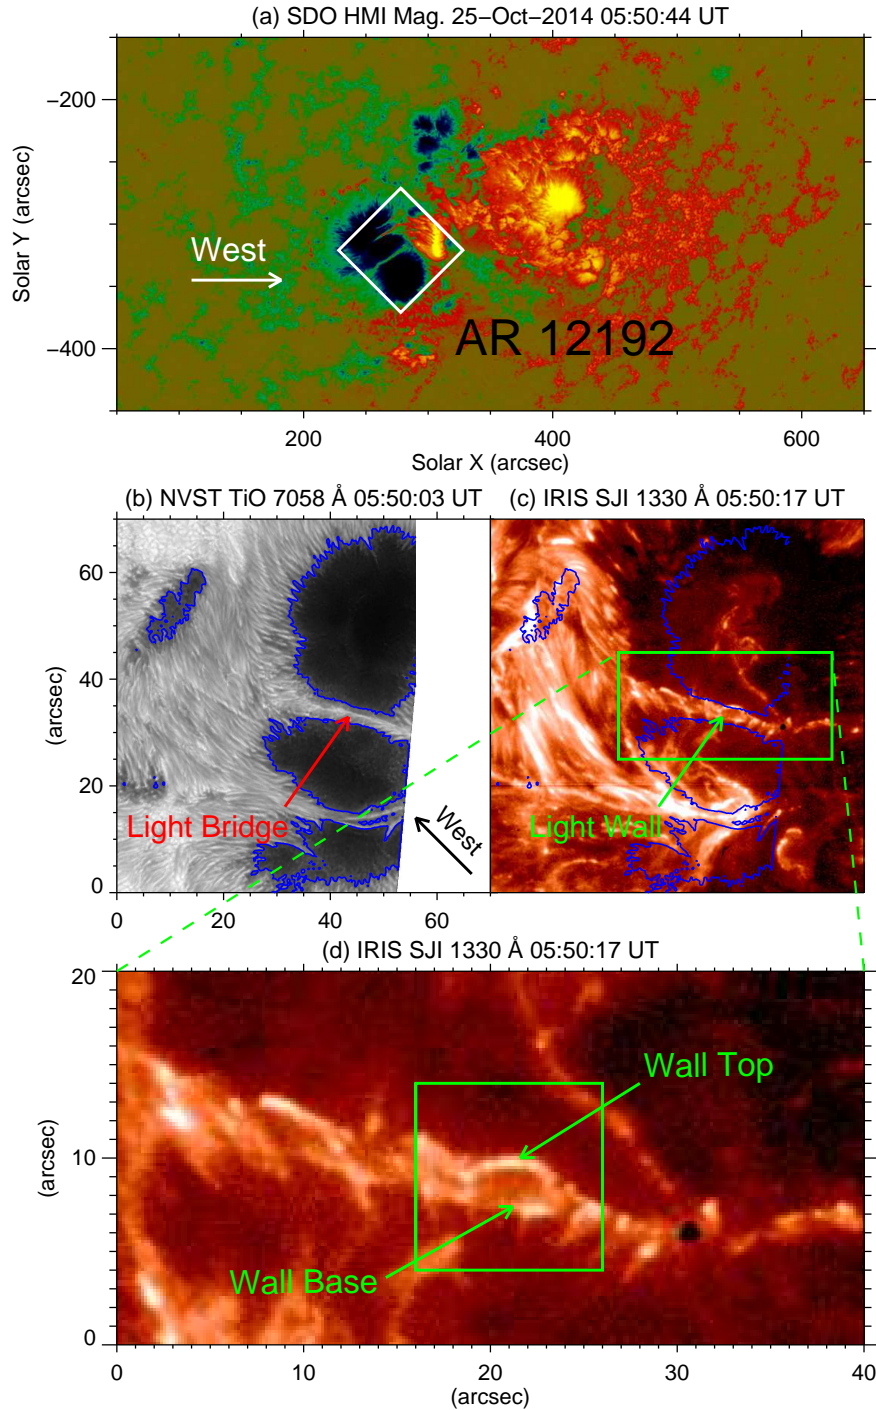 (a) SDO HMI Mag. 25−Oct−2014 05:50:44 UT
−200
−400
Solar Y (arcsec)
West
AR 12192
200 400 600
Solar X (arcsec)
(b) NVST TiO 7058 Å 05:50:03 UT (c) IRIS SJI 1330 Å 05:50:17 UT
60
40
20
0
(arcsec)
Light Bridge
West
Light Wall
0 20 40 60
(d) IRIS SJI 1330 Å 05:50:17 UT
20
15
10
5
0
(arcsec)
Wall Top
Wall Base
0 10 20 30 40
(arcsec)